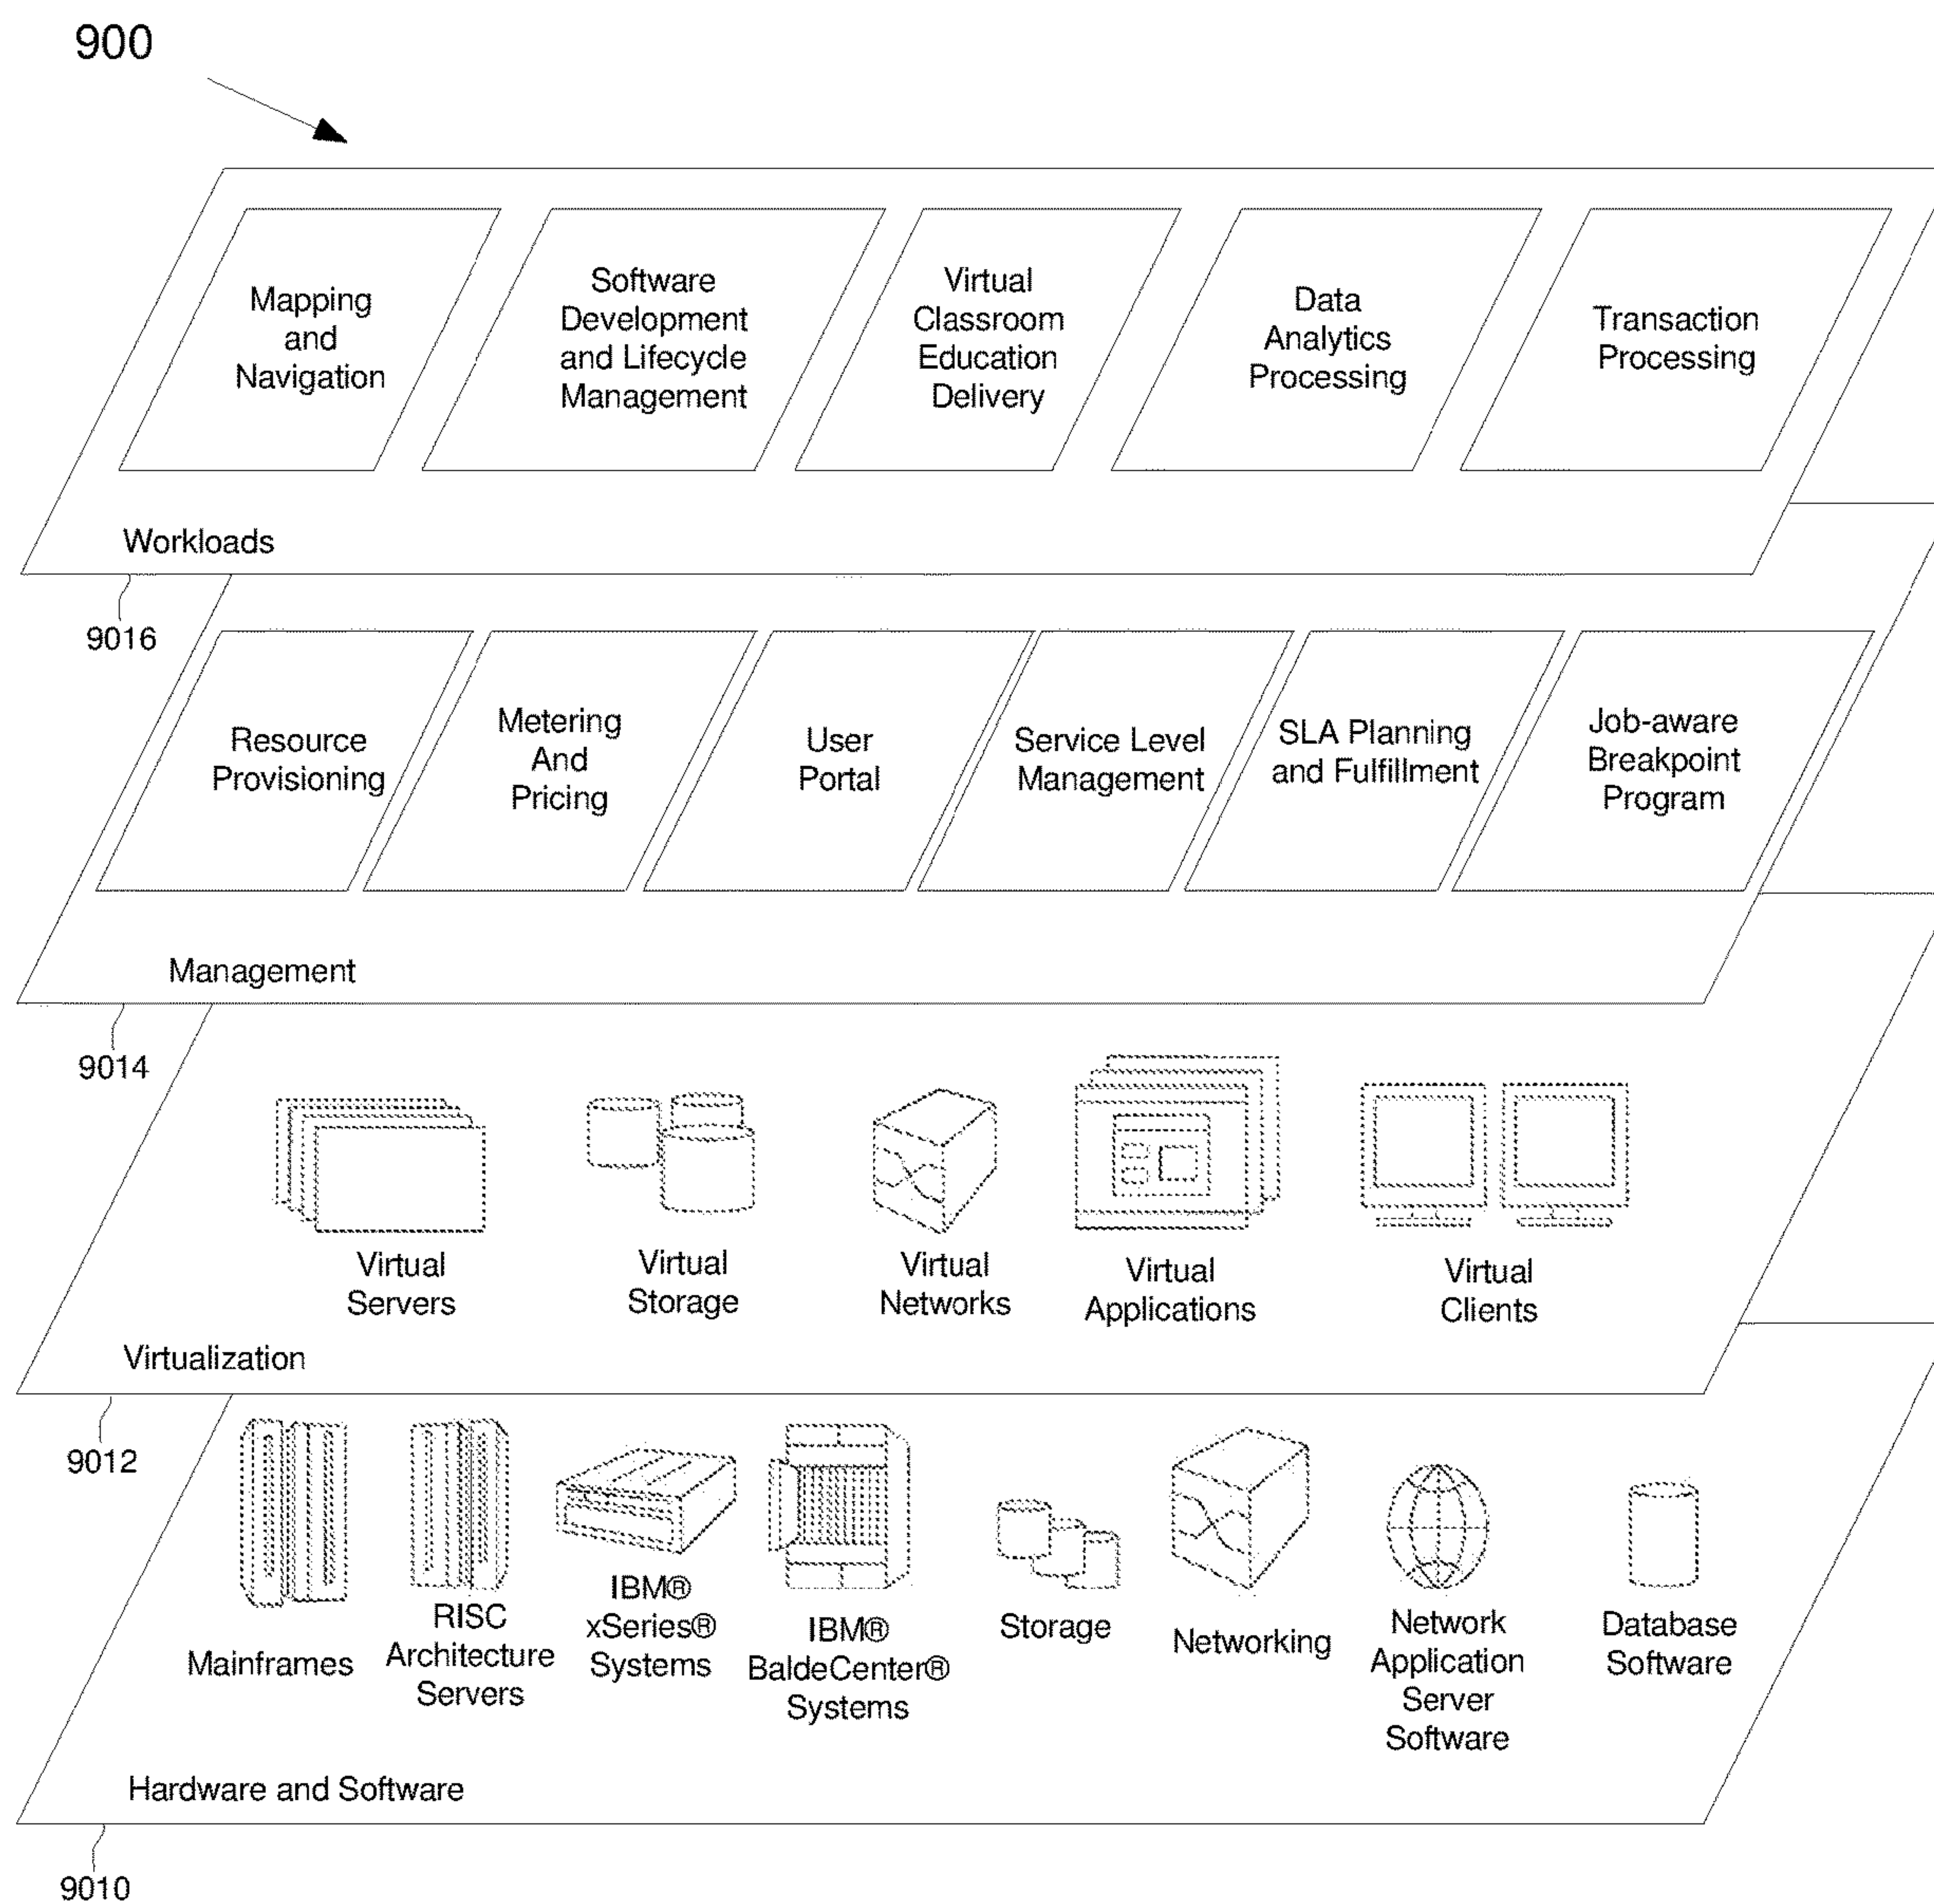 900
Mapping
and
Navigation
Software
Development
and Lifecycle
Management
Virtual
Classroom
Education
Delivery
Data
Analytics
Processing
Transaction
Processing
Workloads
9016
Resource
Provisioning
Metering
And
Pricing
User
Portal
Service Level
Management
SLA Planning
and Fulfillment
Job-aware
Breakpoint
Program
Management
9014
Virtual
Servers
Virtual
Storage
Virtual
Networks
Virtual
Applications
Virtual
Clients
Virtualization
9012
Mainframes
RISC
Architecture
Servers
IBM®
xSeries®
Systems
IBM®
BaldeCenter®
Systems
Storage
Networking
Network
Application
Server
Software
Database
Software
Hardware and Software
9010